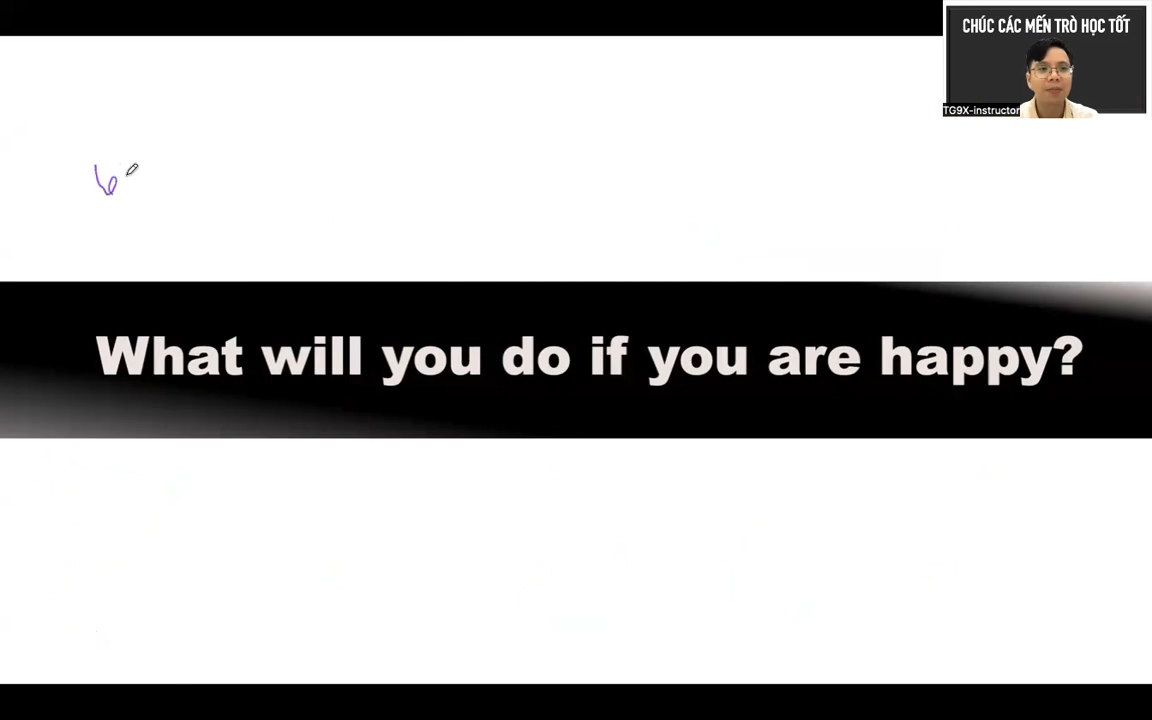 CHÚC CÁC MẾN TRÒ HỌC TỐT
TG9X-instructor
What will you do if you are happy?